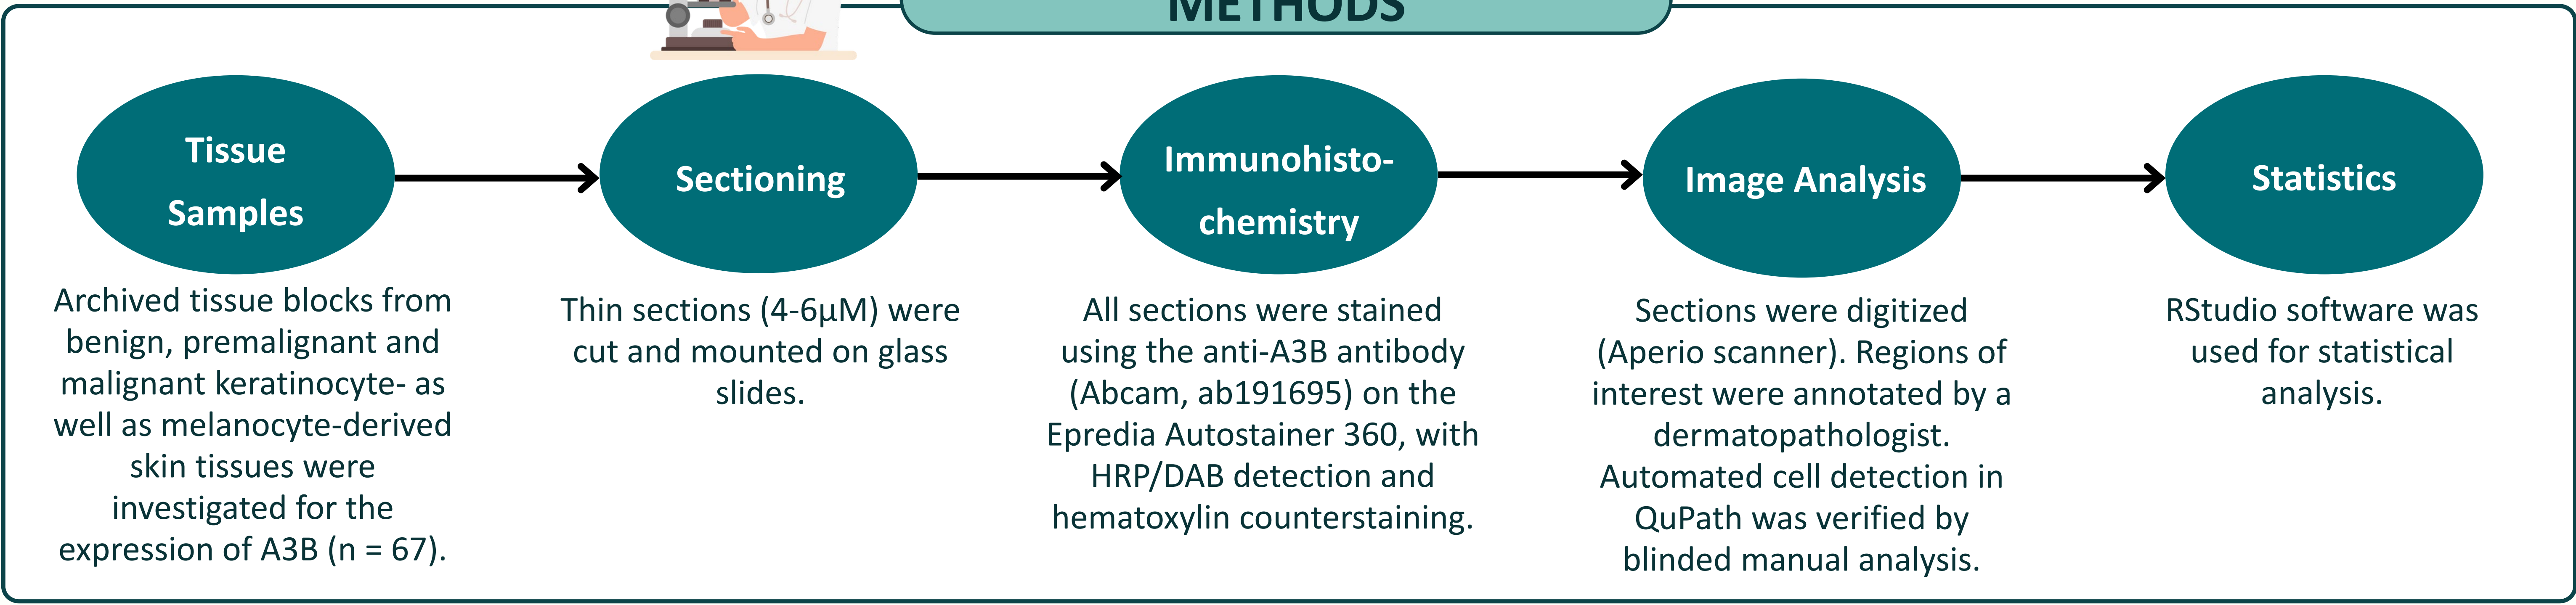 METHODS
Tissue
Samples
Archived tissue blocks from
benign, premalignant and
malignant keratinocyte- as
well as melanocyte-derived
skin tissues were
investigated for the
expression of A3B (n = 67).
Sectioning
Thin sections (4-6µM) were
cut and mounted on glass
slides.
Immunohisto-
chemistry
All sections were stained
using the anti-A3B antibody
(Abcam, ab191695) on the
Epredia Autostainer 360, with
HRP/DAB detection and
hematoxylin counterstaining.
Image Analysis
Sections were digitized
(Aperio scanner). Regions of
interest were annotated by a
dermatopathologist.
Automated cell detection in
QuPath was verified by
blinded manual analysis.
Statistics
RStudio software was
used for statistical
analysis.